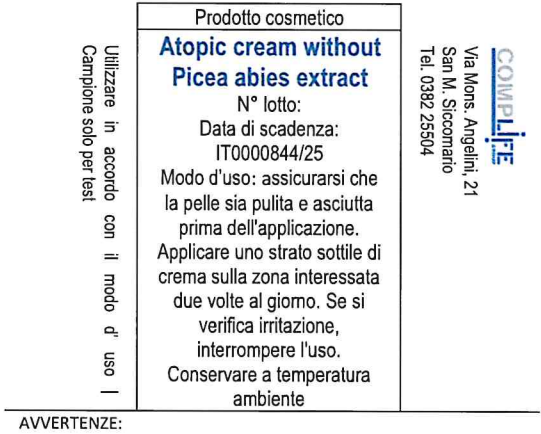 Utilizzare in accordo con il modo d' uso |
Campione solo per test
Prodotto cosmetico
Atopic cream without
Picea abies extract
N° lotto:
Data di scadenza:
IT0000844/25
Modo d'uso: assicurarsi che
la pelle sia pulita e asciutta
prima dell'applicazione.
Applicare uno strato sottile di
crema sulla zona interessata
due volte al giorno. Se si
verifica irritazione,
interrompere l'uso.
Conservare a temperatura
ambiente
COMPLIFE
Via Mons. Angelini, 21
San M. Siccomario
Tel. 0382 25504
AVVERTENZE: